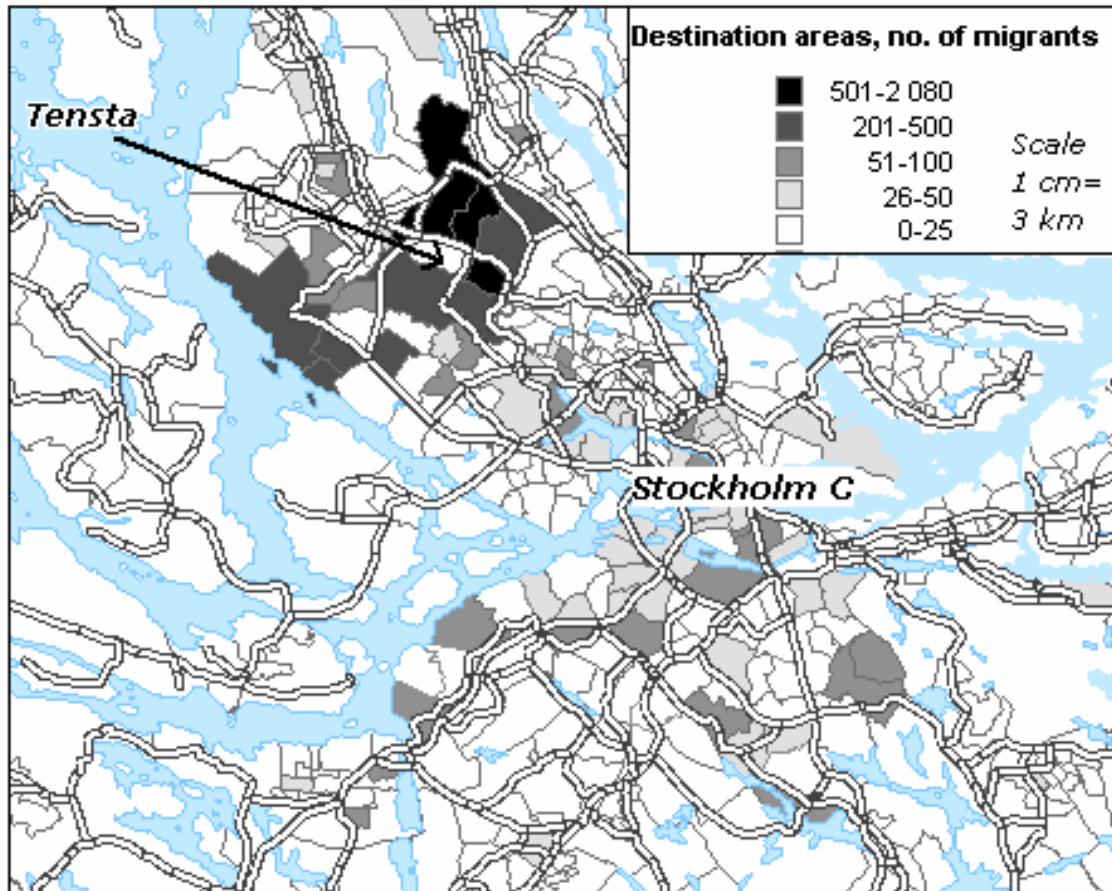 Destination areas, no. of migrants
501-2 080
201-500
51-100
26-50
0-25
Scale
1 cm=
3 km
Tensta
Stockholm C